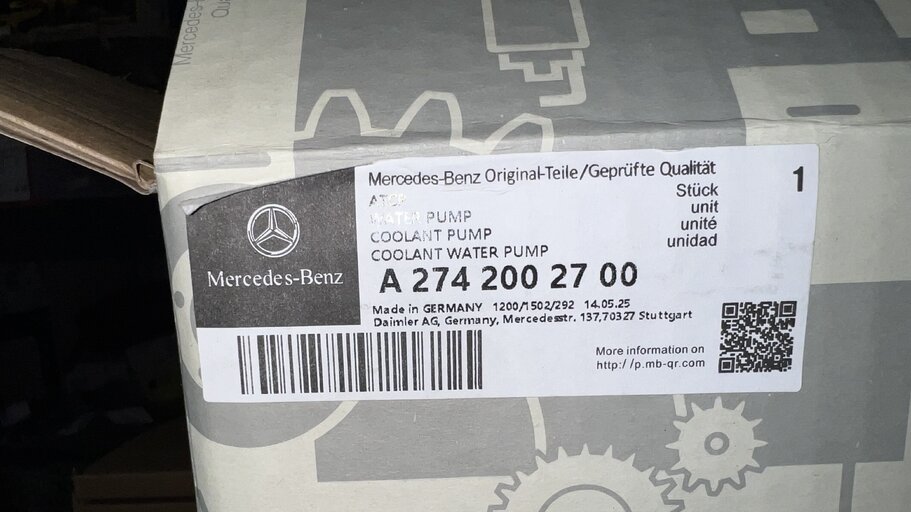 Mercedes-Benz Original-Teile/Geprüfte Qualität
1
Stück
unit
unité
unidad
WATER PUMP
COOLANT PUMP
COOLANT WATER PUMP
A 274 200 27 00
Mercedes-Benz
Made in GERMANY 1200/1502/292 14.05.25
Daimler AG, Germany, Mercedesstr. 137,70327 Stuttgart
More information on
http://p.mb-qr.com